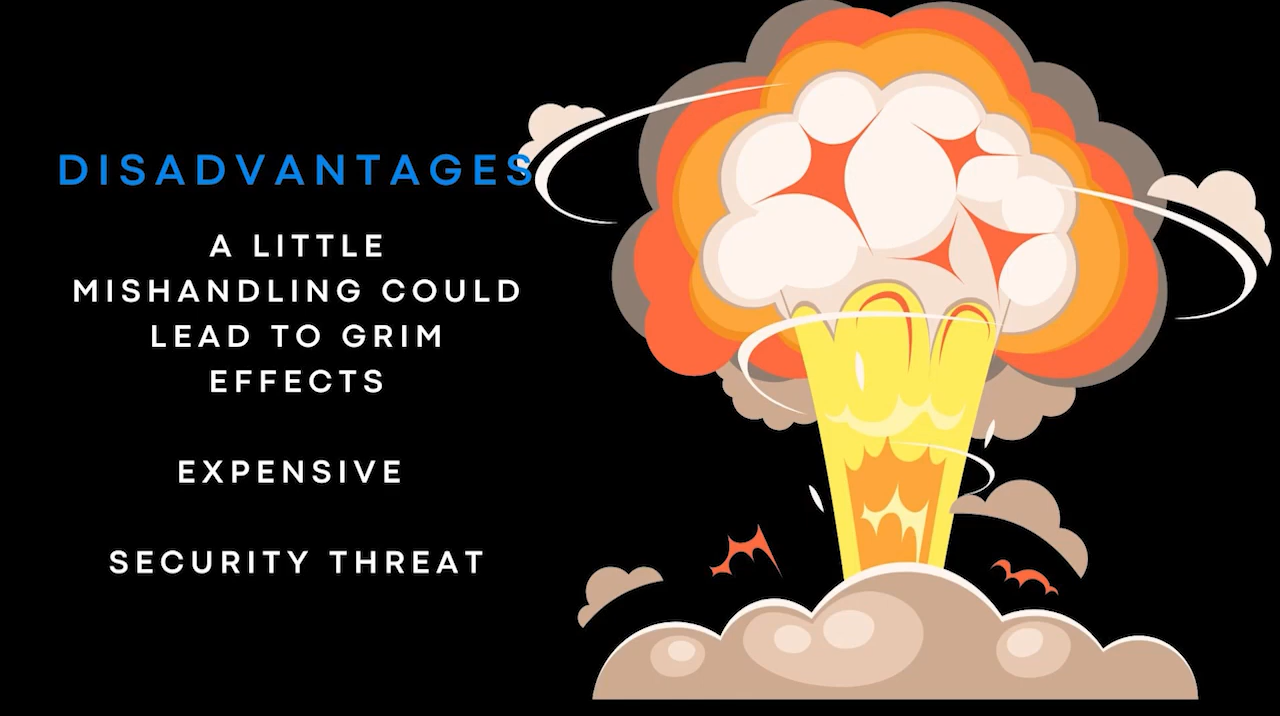 DISADVANTAGES
A LITTLE
MISHANDLING COULD
LEAD TO GRIM
EFFECTS
EXPENSIVE
SECURITY THREAT